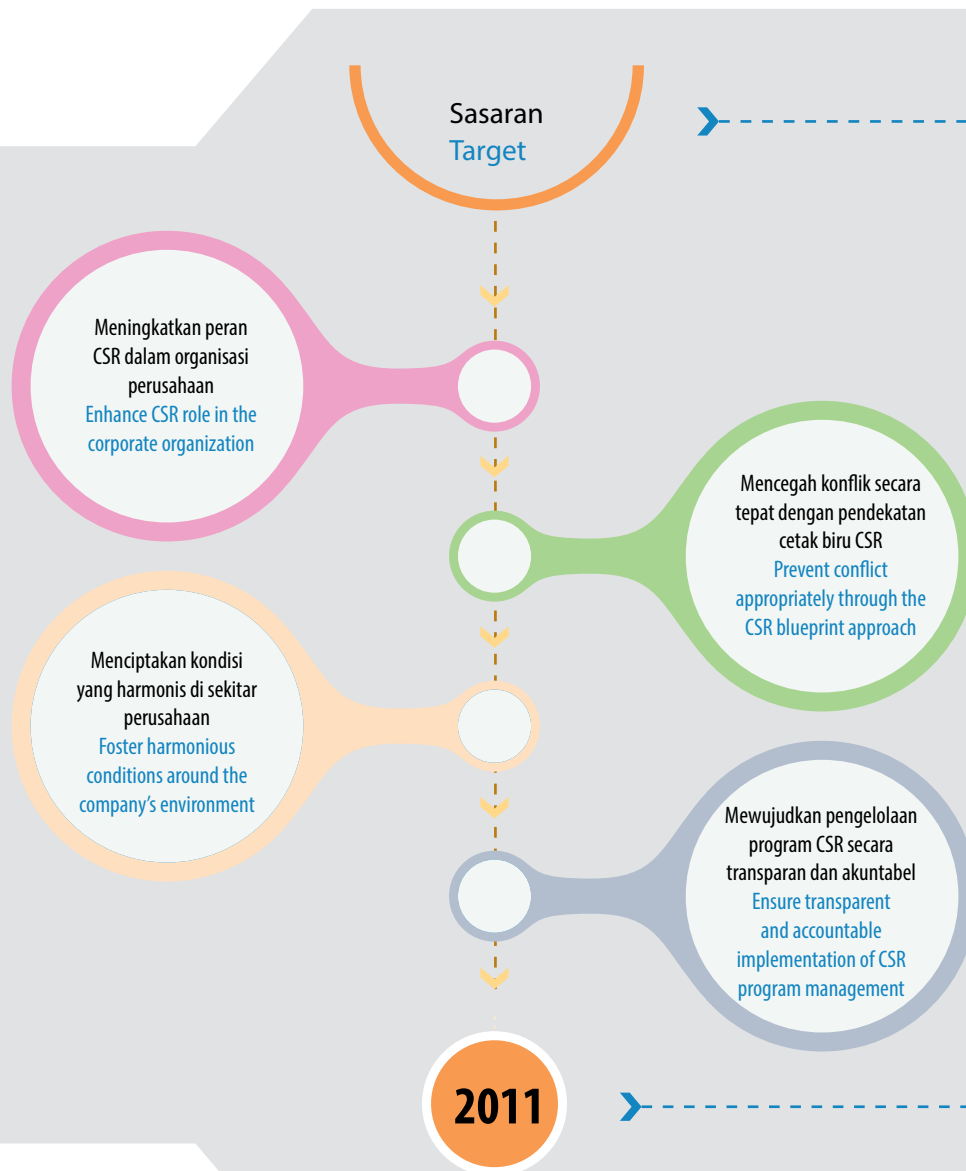 Sasaran
Target
Meningkatkan peran
CSR dalam organisasi
perusahaan
Enhance CSR role in the
corporate organization
Mencegah konflik secara
tepat dengan pendekatan
cetak biru CSR
Prevent conflict
appropriately through the
CSR blueprint approach
Menciptakan kondisi
yang harmonis di sekitar
perusahaan
Foster harmonious
conditions around the
company’s environment
Mewujudkan pengelolaan
program CSR secara
transparan dan akuntabel
Ensure transparent
and accountable
implementation of CSR
program management
2011